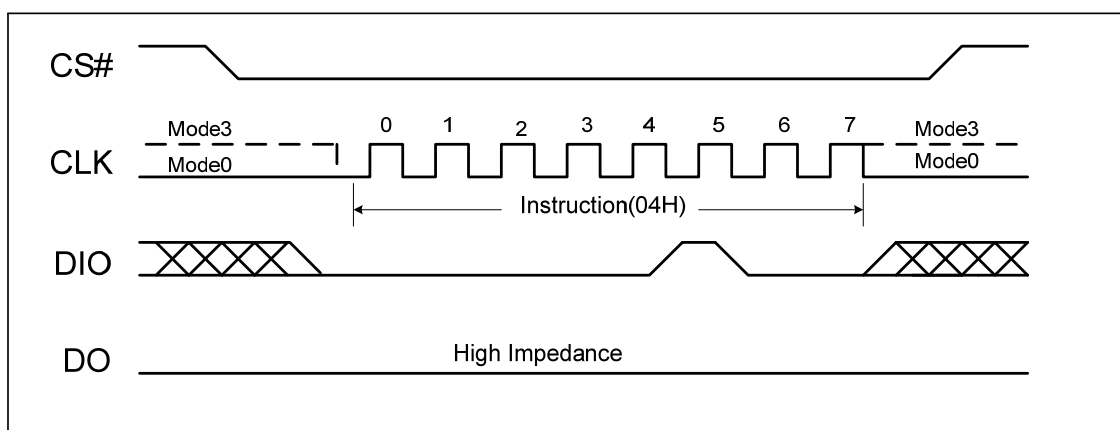 CS#
Mode3
0 1 2 3 4 5 6 7
Mode3
CLK
Mode0
Mode0
Instruction(04H)
DIO
High Impedance
DO